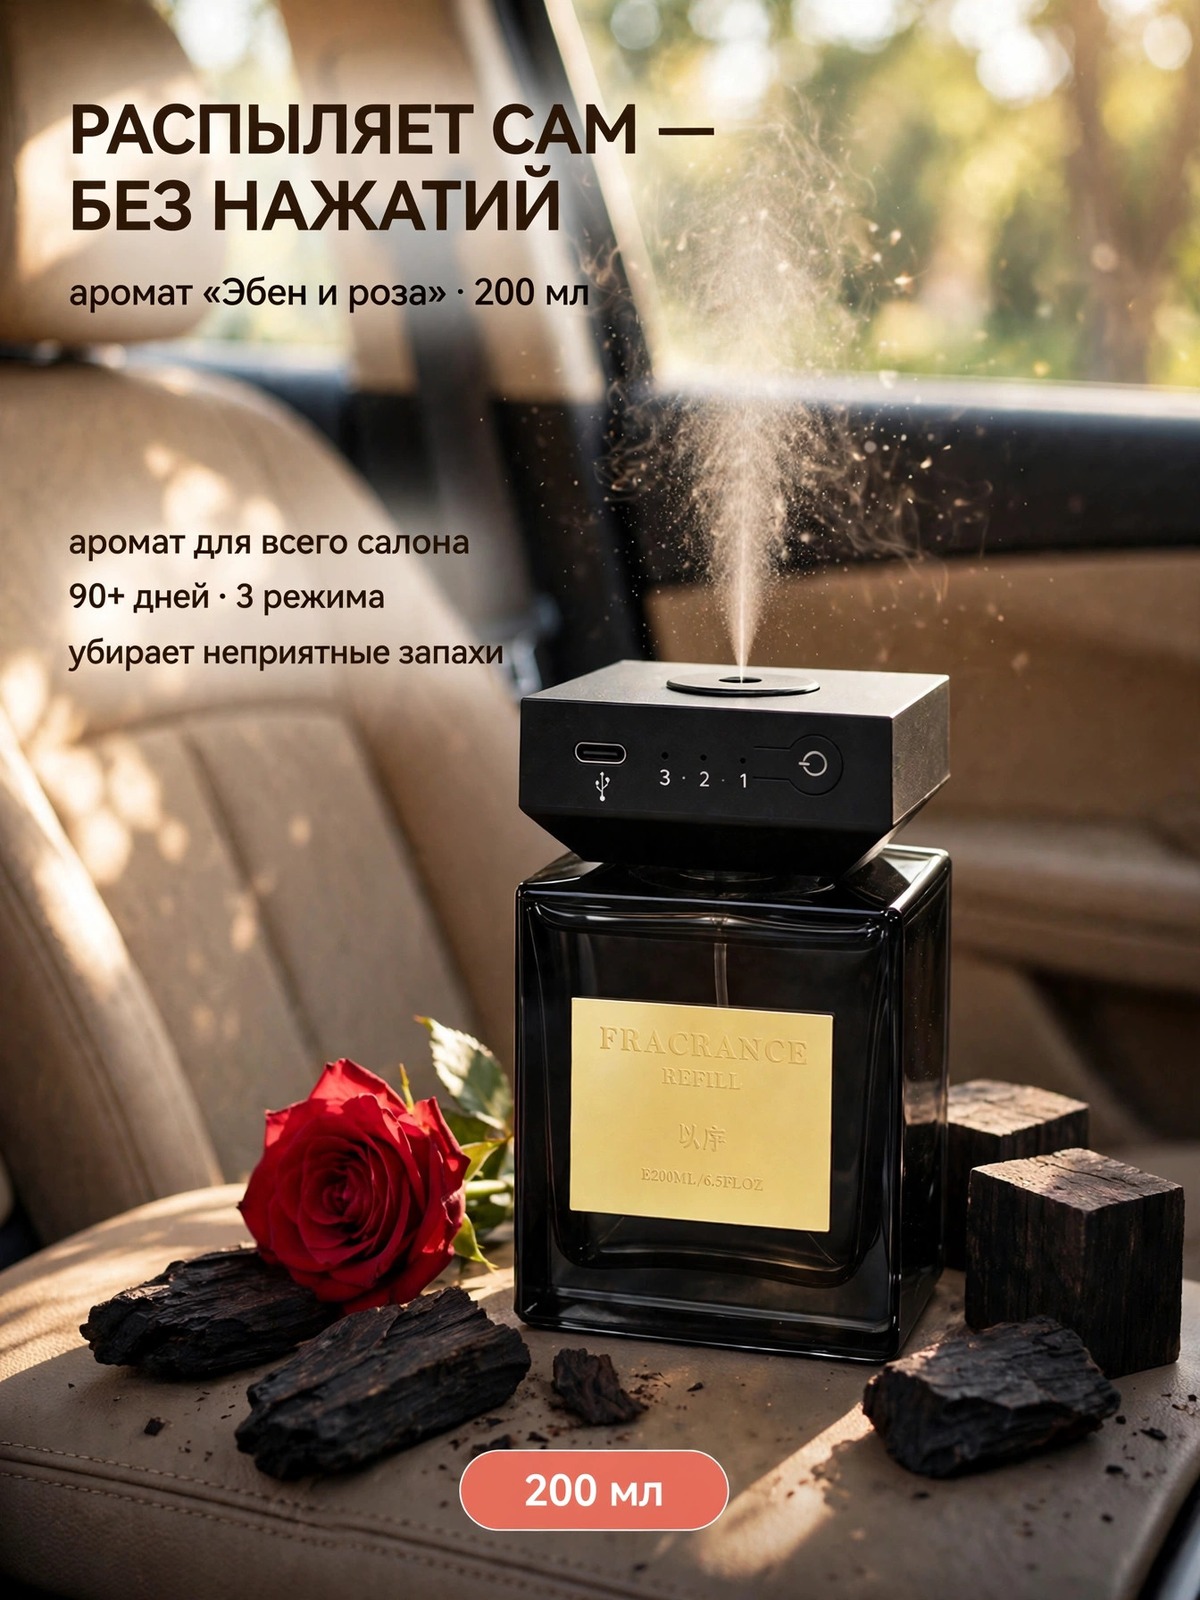 РАСПЫЛЯЕТ САМ —
БЕЗ НАЖАТИЙ
аромат «Эбен и роза» · 200 мл
аромат для всего салона
90+ дней · 3 режима
убирает неприятные запахи
3 · 2 · 1
FRAGRANCE
REFILL
以序
E200ML/6.5FLOZ
200 мл